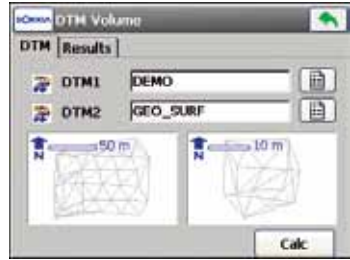 SOKKIA DTM Volume
DTM Results
DTM1 DEMO
DTM2 GEO_SURF
N 50 m N 10 m
Calc